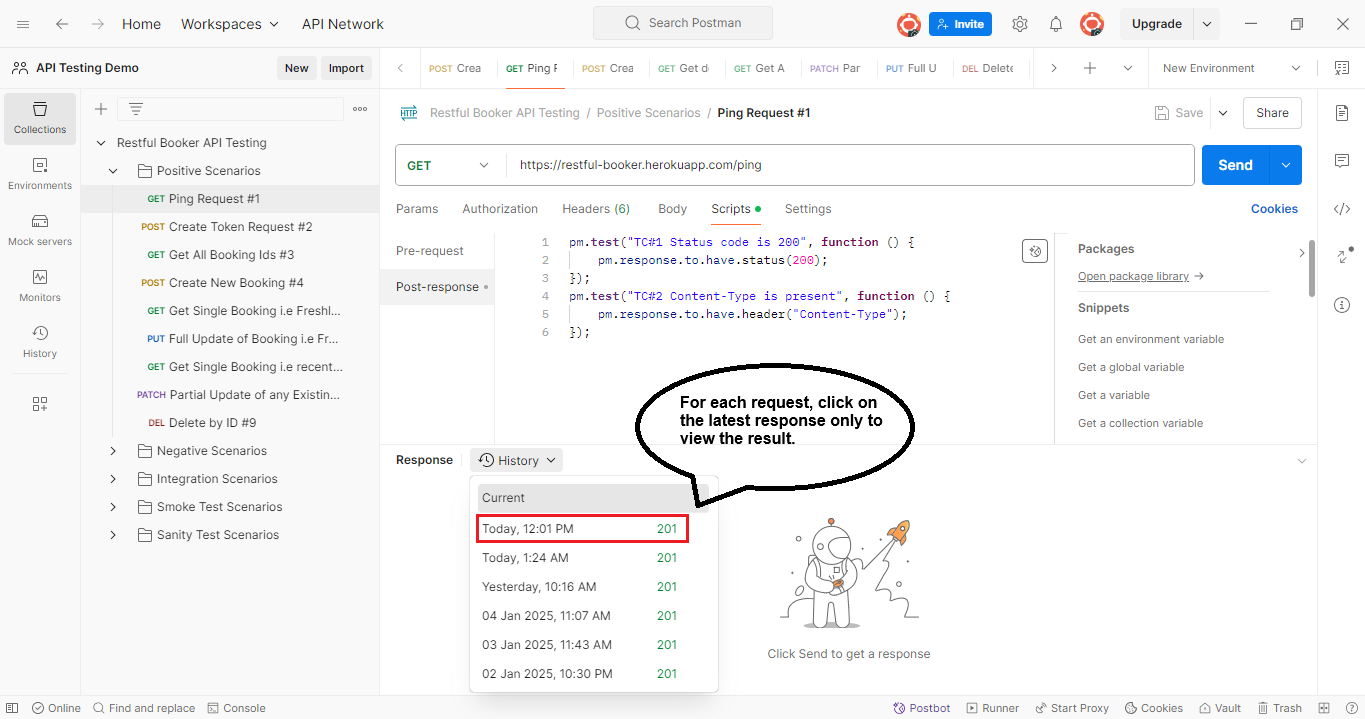 Home Workspaces API Network Search Postman Invite Upgrade
API Testing Demo New Import POST Crea GET Ping F POST Crea GET Get d GET Get A PATCH Par PUT Full U DEL Delete New Environment
Collections
Environments
Mock servers
Monitors
History
Restful Booker API Testing
Positive Scenarios
GET Ping Request #1
POST Create Token Request #2
GET Get All Booking Ids #3
POST Create New Booking #4
GET Get Single Booking i.e Freshl...
PUT Full Update of Booking i.e Fr...
GET Get Single Booking i.e recent...
PATCH Partial Update of any Existin...
DEL Delete by ID #9
Negative Scenarios
Integration Scenarios
Smoke Test Scenarios
Sanity Test Scenarios
HTTP Restful Booker API Testing / Positive Scenarios / Ping Request #1 Save Share
GET https://restful-booker.herokuapp.com/ping Send
Params Authorization Headers (6) Body Scripts Settings Cookies
Pre-request
Post-response
1 pm.test("TC#1 Status code is 200", function () {
2 pm.response.to.have.status(200);
3 });
4 pm.test("TC#2 Content-Type is present", function () {
5 pm.response.to.have.header("Content-Type");
6 });
Packages
Open package library →
Snippets
Get an environment variable
Get a global variable
Get a variable
Get a collection variable
For each request, click on
the latest response only to
view the result.
Response History
Current
Today, 12:01 PM 201
Today, 1:24 AM 201
Yesterday, 10:16 AM 201
04 Jan 2025, 11:07 AM 201
03 Jan 2025, 11:43 AM 201
02 Jan 2025, 10:30 PM 201
Click Send to get a response
Online Find and replace Console Postbot Runner Start Proxy Cookies Vault Trash